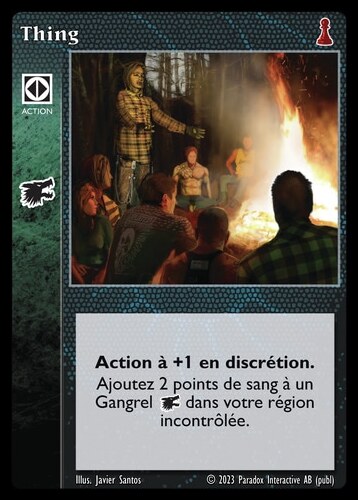 Thing
ACTION
Action à +1 en discrétion.
Ajoutez 2 points de sang à un
Gangrel dans votre région
incontrôlée.
Illus. Javier Santos © 2023 Paradox Interactive AB (publ)